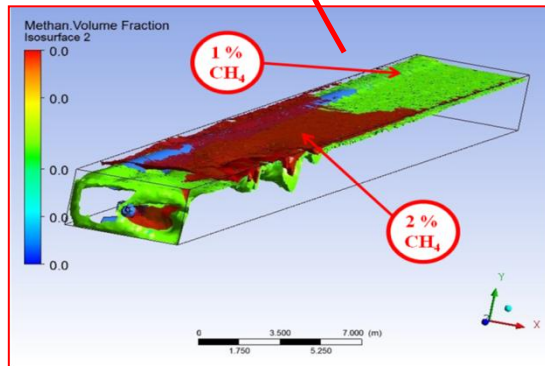 Methan.Volume Fraction
Isosurface 2
0.0
0.0
0.0
0.0
0.0
1 %
CH₄
2 %
CH₄
Y
X
0 3.500 7.000 (m)
1.750 5.250